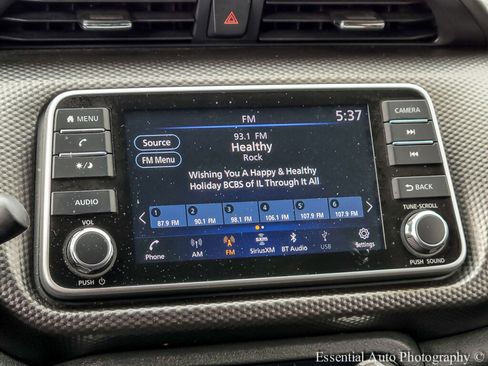 MENU
AUDIO
VOL
PUSH
FM
5:37
Source
FM Menu
93.1 FM
Healthy
Rock
Wishing You A Happy & Healthy
Holiday BCBS of IL Through It All
1 2 3 4 5 6
87.9 FM 90.1 FM 98.1 FM 106.1 FM 107.9 FM 107.9 FM
Phone AM FM SiriusXM BT Audio USB Settings
CAMERA
BACK
TUNE·SCROLL
PUSH SOUND
Essential Auto Photography ©